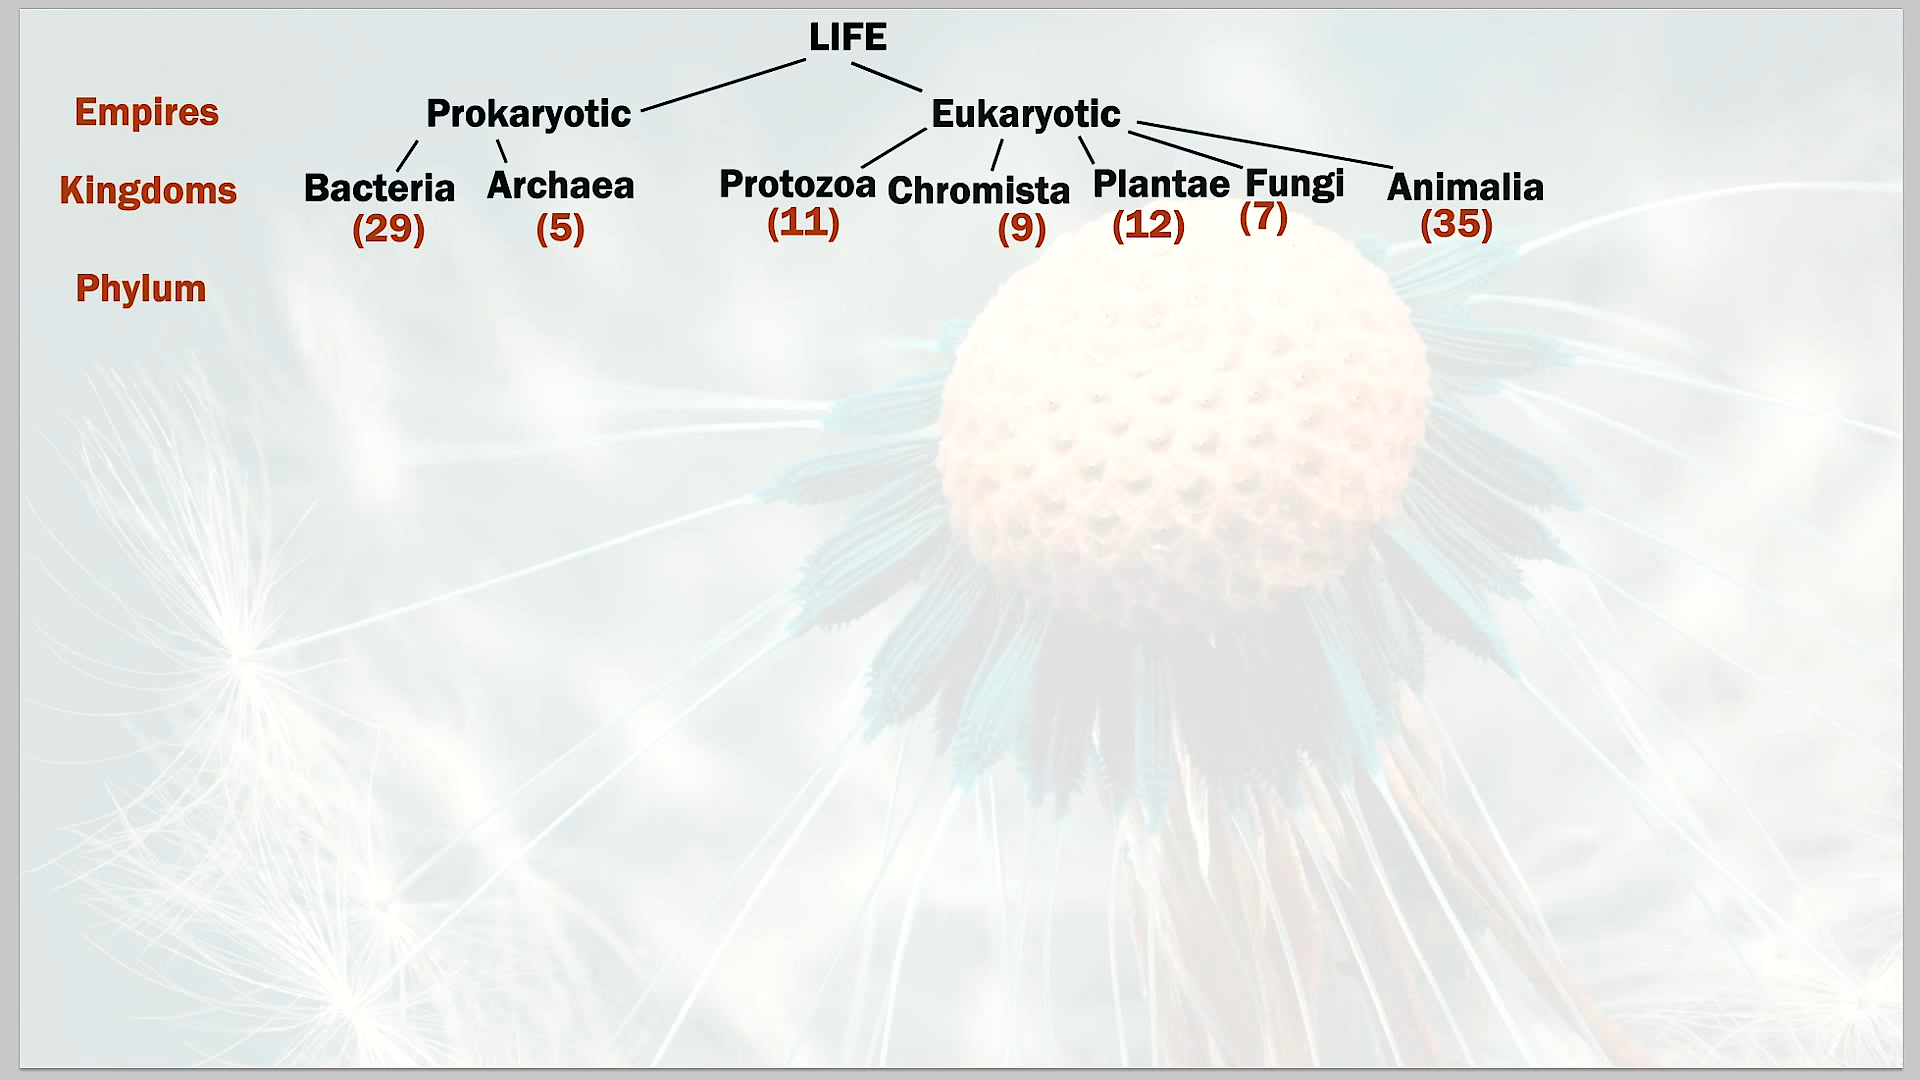 LIFE
Empires Prokaryotic Eukaryotic
Kingdoms Bacteria Archaea Protozoa Chromista Plantae Fungi Animalia
(29) (5) (11) (9) (12) (7) (35)
Phylum